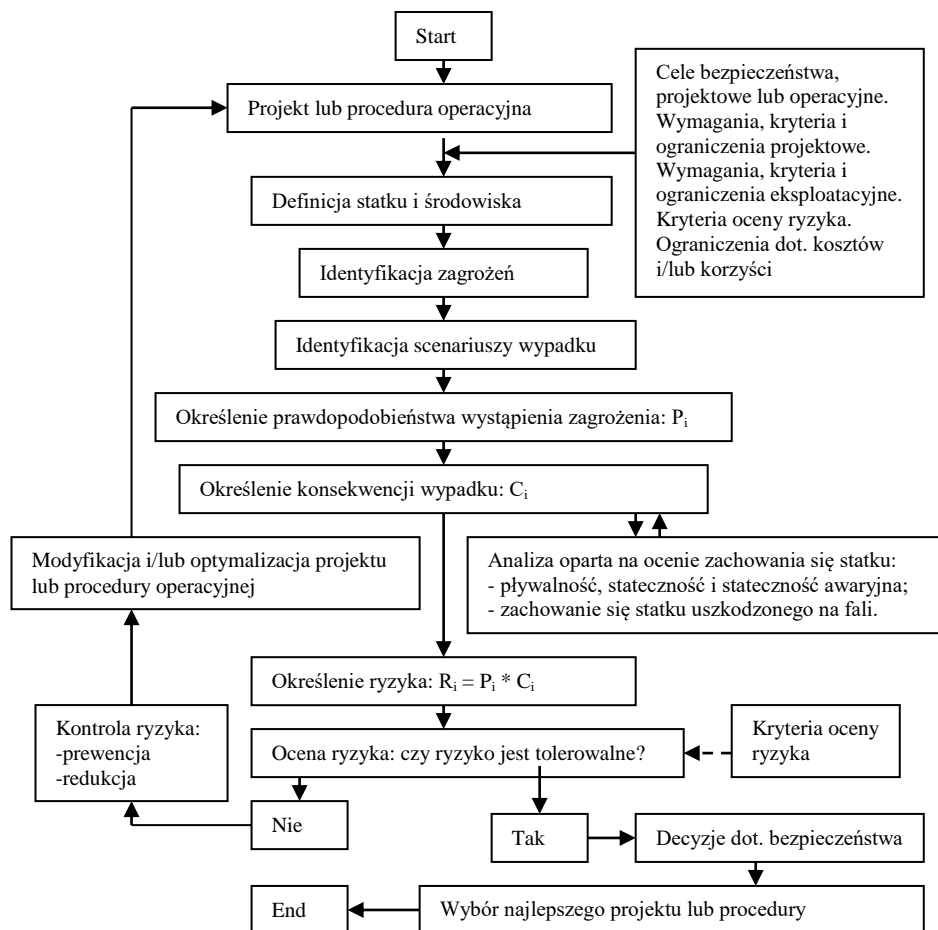 Start
Projekt lub procedura operacyjna
Cele bezpieczeństwa,
projektowe lub operacyjne.
Wymagania, kryteria i
ograniczenia projektowe.
Wymagania, kryteria i
ograniczenia eksploatacyjne.
Kryteria oceny ryzyka.
Ograniczenia dot. kosztów
i/lub korzyści
Definicja statku i środowiska
Identyfikacja zagrożeń
Identyfikacja scenariuszy wypadku
Określenie prawdopodobieństwa wystąpienia zagrożenia: Pi
Określenie konsekwencji wypadku: Ci
Modyfikacja i/lub optymalizacja projektu
lub procedury operacyjnej
Analiza oparta na ocenie zachowania się statku:
- pływalność, stateczność i stateczność awaryjna;
- zachowanie się statku uszkodzonego na fali.
Określenie ryzyka: Ri = Pi * Ci
Kontrola ryzyka:
-prewencja
-redukcja
Ocena ryzyka: czy ryzyko jest tolerowalne?
Kryteria oceny
ryzyka
Nie
Tak
Decyzje dot. bezpieczeństwa
End
Wybór najlepszego projektu lub procedury